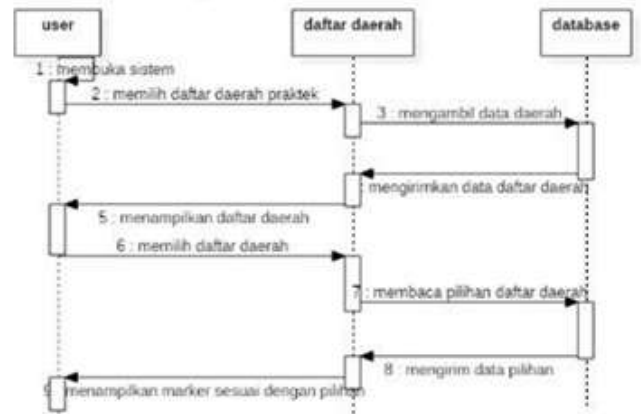 user
daftar daerah
database
1 : membuka sistem
2 : memilih daftar daerah praktek
3 : mengambil data daerah
mengirimkan data daftar daerah
5 : menampilkan daftar daerah
6 : memilih daftar daerah
7 : membaca pilihan daftar daerah
8 : mengirim data pilihan
9 : menampilkan marker sesuai dengan pilihan